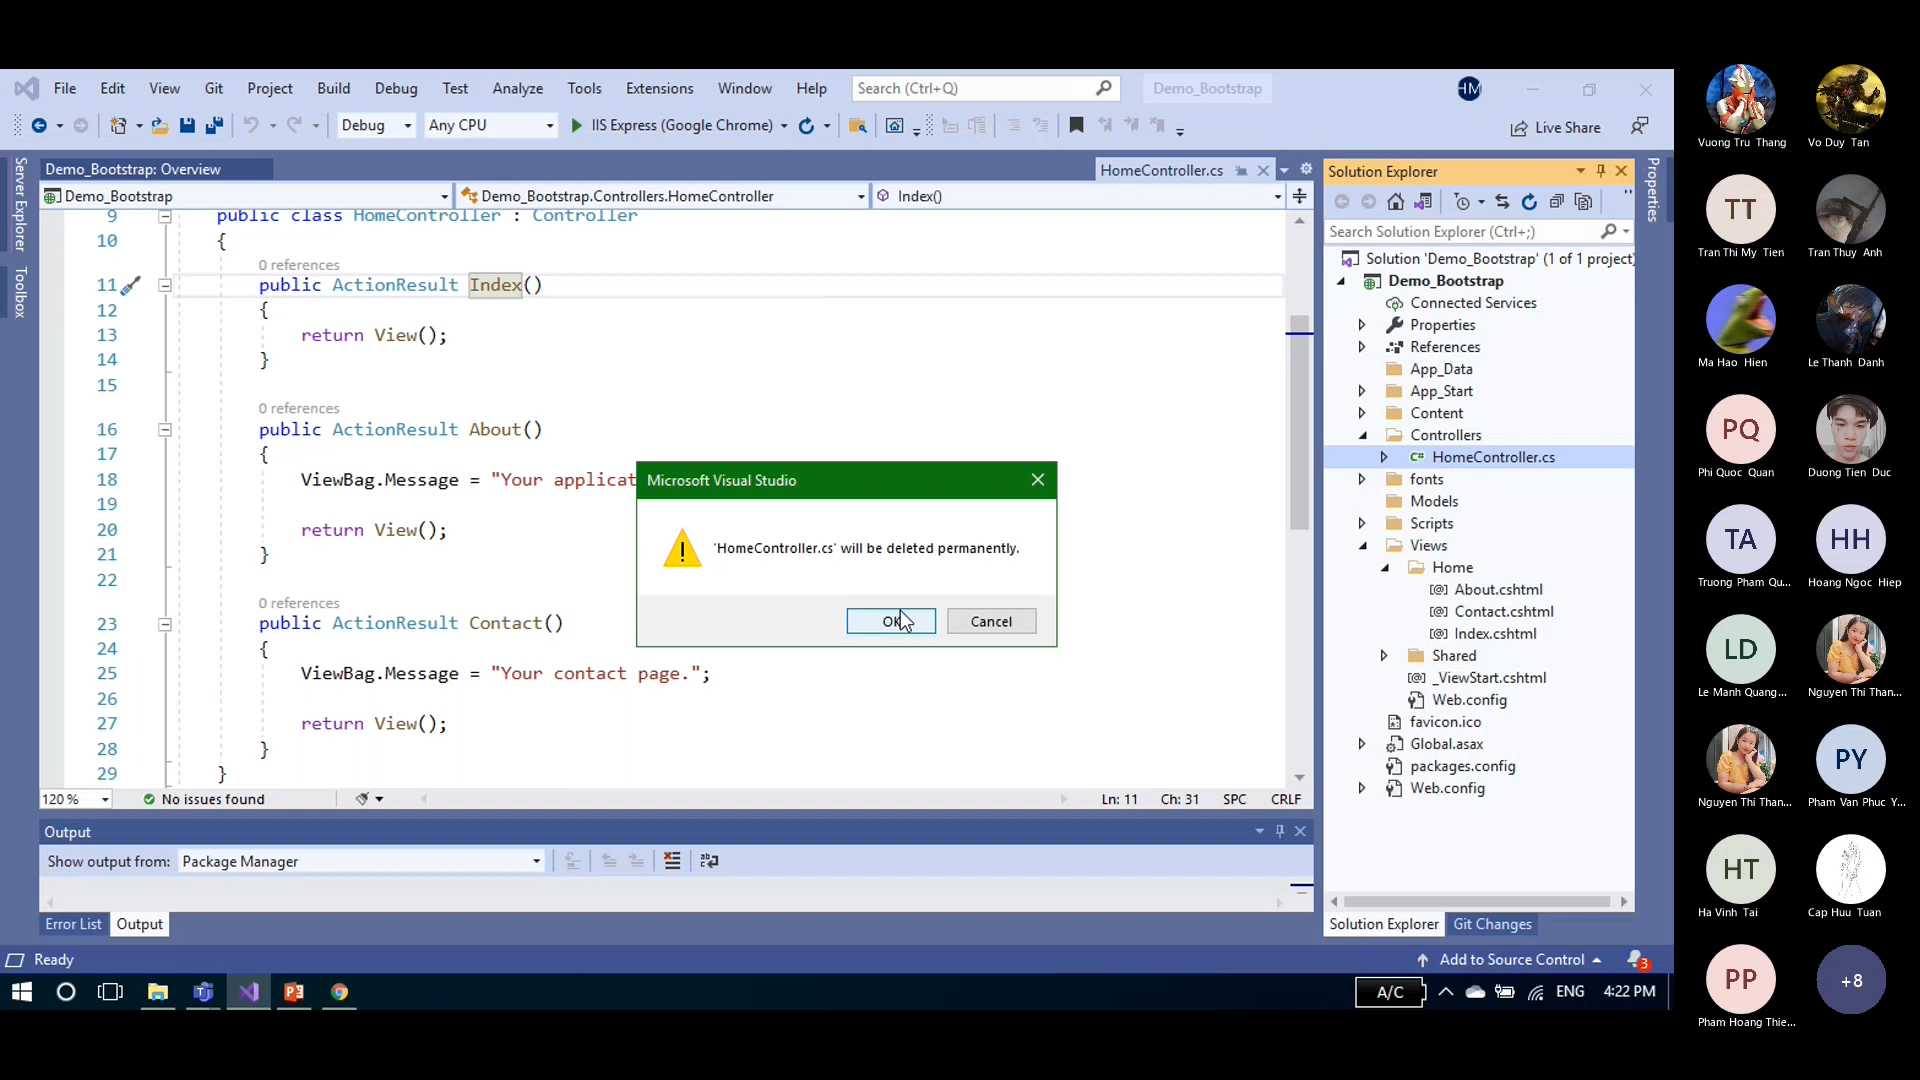 File Edit View Git Project Build Debug Test Analyze Tools Extensions Window Help Search (Ctrl+Q) Demo_Bootstrap HM
Debug Any CPU IIS Express (Google Chrome) Live Share
Server Explorer
Toolbox
Demo_Bootstrap: Overview HomeController.cs
Demo_Bootstrap Demo_Bootstrap.Controllers.HomeController Index()
9 public class HomeController : Controller
10 {
0 references
11 public ActionResult Index()
12 {
13 return View();
14 }
15
0 references
16 public ActionResult About()
17 {
18 ViewBag.Message = "Your applicat
19
20 return View();
21 }
22
0 references
23 public ActionResult Contact()
24 {
25 ViewBag.Message = "Your contact page.";
26
27 return View();
28 }
29 }
120 % No issues found Ln: 11 Ch: 31 SPC CRLF
Microsoft Visual Studio
'HomeController.cs' will be deleted permanently.
OK Cancel
Output
Show output from: Package Manager
Error List Output
Solution Explorer
Search Solution Explorer (Ctrl+;)
Solution 'Demo_Bootstrap' (1 of 1 project)
Demo_Bootstrap
Connected Services
Properties
References
App_Data
App_Start
Content
Controllers
C# HomeController.cs
fonts
Models
Scripts
Views
Home
About.cshtml
Contact.cshtml
Index.cshtml
Shared
_ViewStart.cshtml
Web.config
favicon.ico
Global.asax
packages.config
Web.config
Solution Explorer Git Changes
Properties
Ready Add to Source Control 3
A/C ENG 4:22 PM
Vuong Tru Thang Vo Duy Tan
TT
Tran Thi My Tien Tran Thuy Anh
Ma Hao Hien Le Thanh Danh
PQ
Phi Quoc Quan Duong Tien Duc
TA HH
Truong Pham Qu... Hoang Ngoc Hiep
LD
Le Manh Quang... Nguyen Thi Than...
PY
Nguyen Thi Than... Pham Van Phuc Y...
HT
Ha Vinh Tai Cap Huu Tuan
PP +8
Pham Hoang Thie...